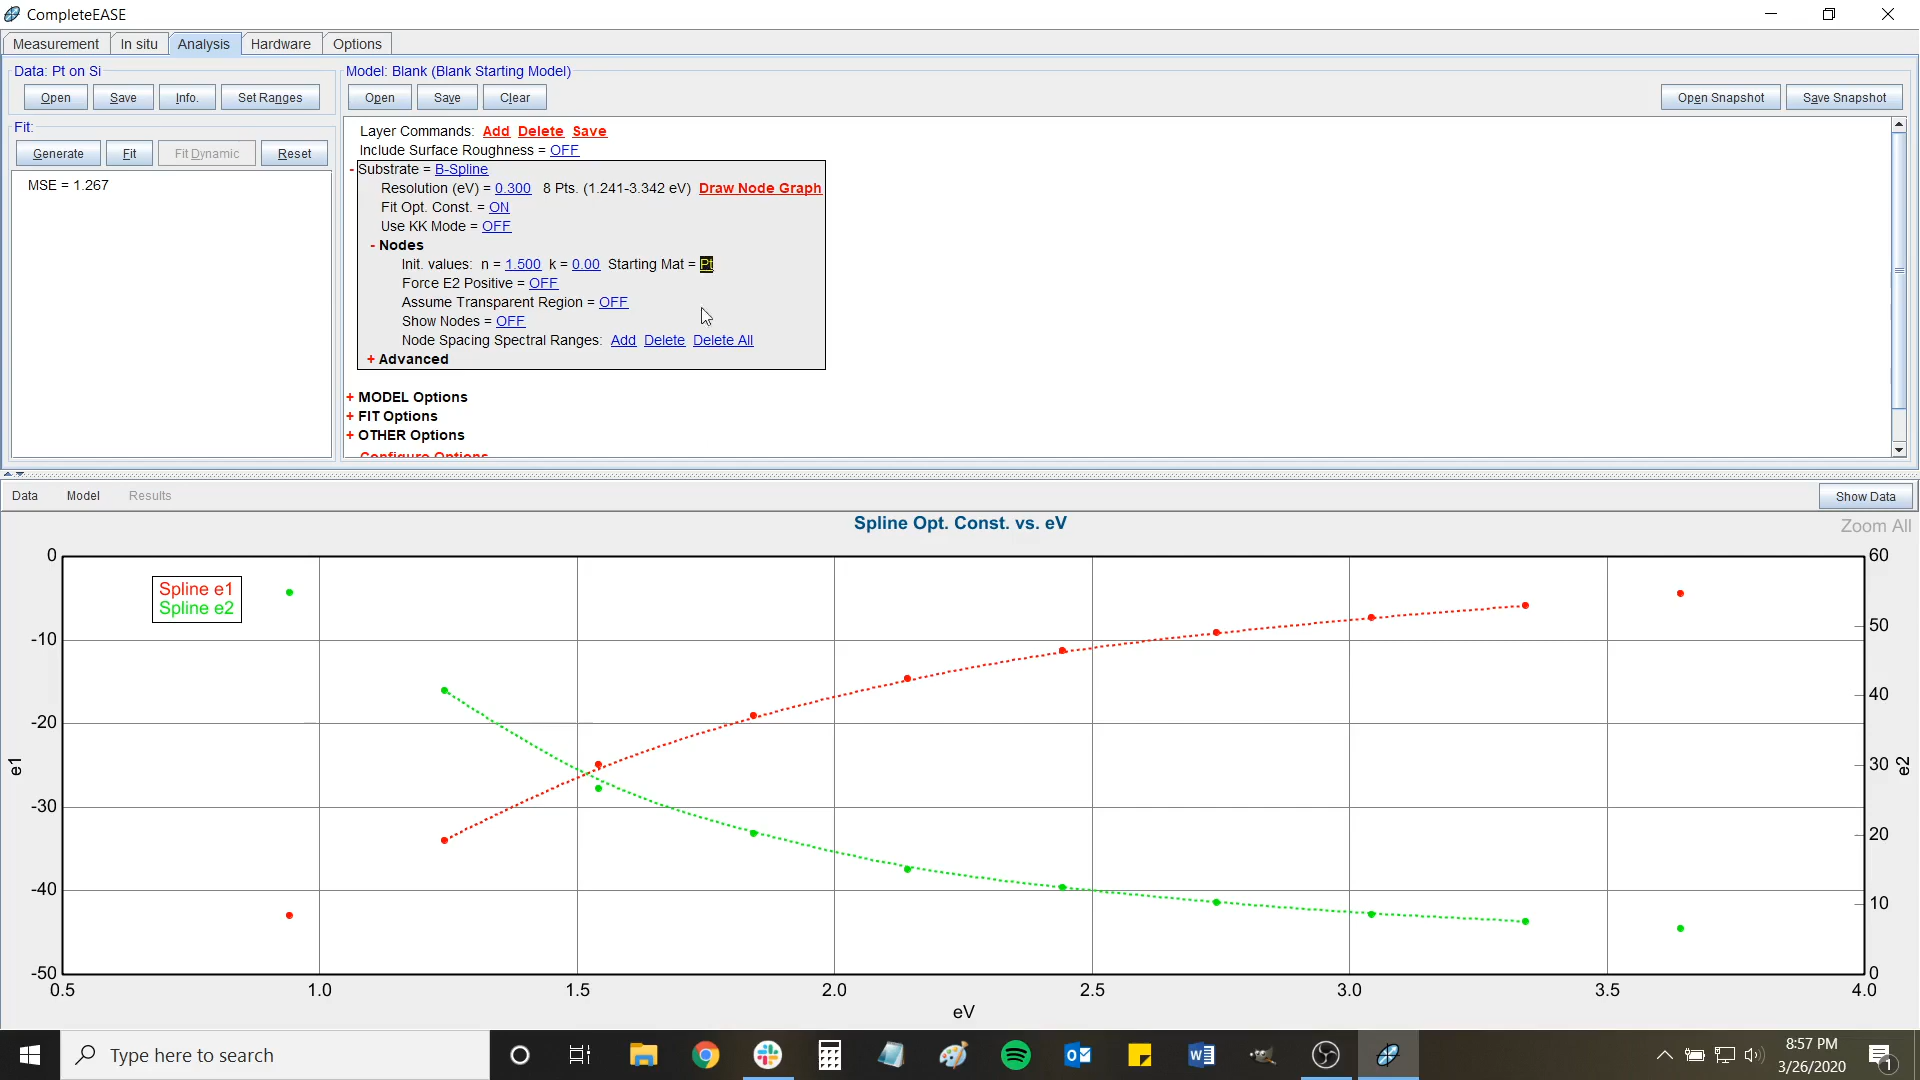 CompleteEASE
Measurement In situ Analysis Hardware Options
Data: Pt on Si
Open Save Info. Set Ranges
Fit:
Generate Fit Fit Dynamic Reset
MSE = 1.267
Model: Blank (Blank Starting Model)
Open Save Clear Open Snapshot Save Snapshot
Layer Commands: Add Delete Save
Include Surface Roughness = OFF
- Substrate = B-Spline
Resolution (eV) = 0.300 8 Pts. (1.241-3.342 eV) Draw Node Graph
Fit Opt. Const. = ON
Use KK Mode = OFF
- Nodes
Init. values: n = 1.500 k = 0.00 Starting Mat = Pt
Force E2 Positive = OFF
Assume Transparent Region = OFF
Show Nodes = OFF
Node Spacing Spectral Ranges: Add Delete Delete All
+ Advanced
+ MODEL Options
+ FIT Options
+ OTHER Options
Configure Options
Data Model Results Show Data
Spline Opt. Const. vs. eV
Zoom All
Spline e1
Spline e2
0
-10
-20
-30
-40
-50
e1
60
50
40
30
20
10
0
e2
0.5 1.0 1.5 2.0 2.5 3.0 3.5 4.0
eV
Type here to search
8:57 PM
3/26/2020
1